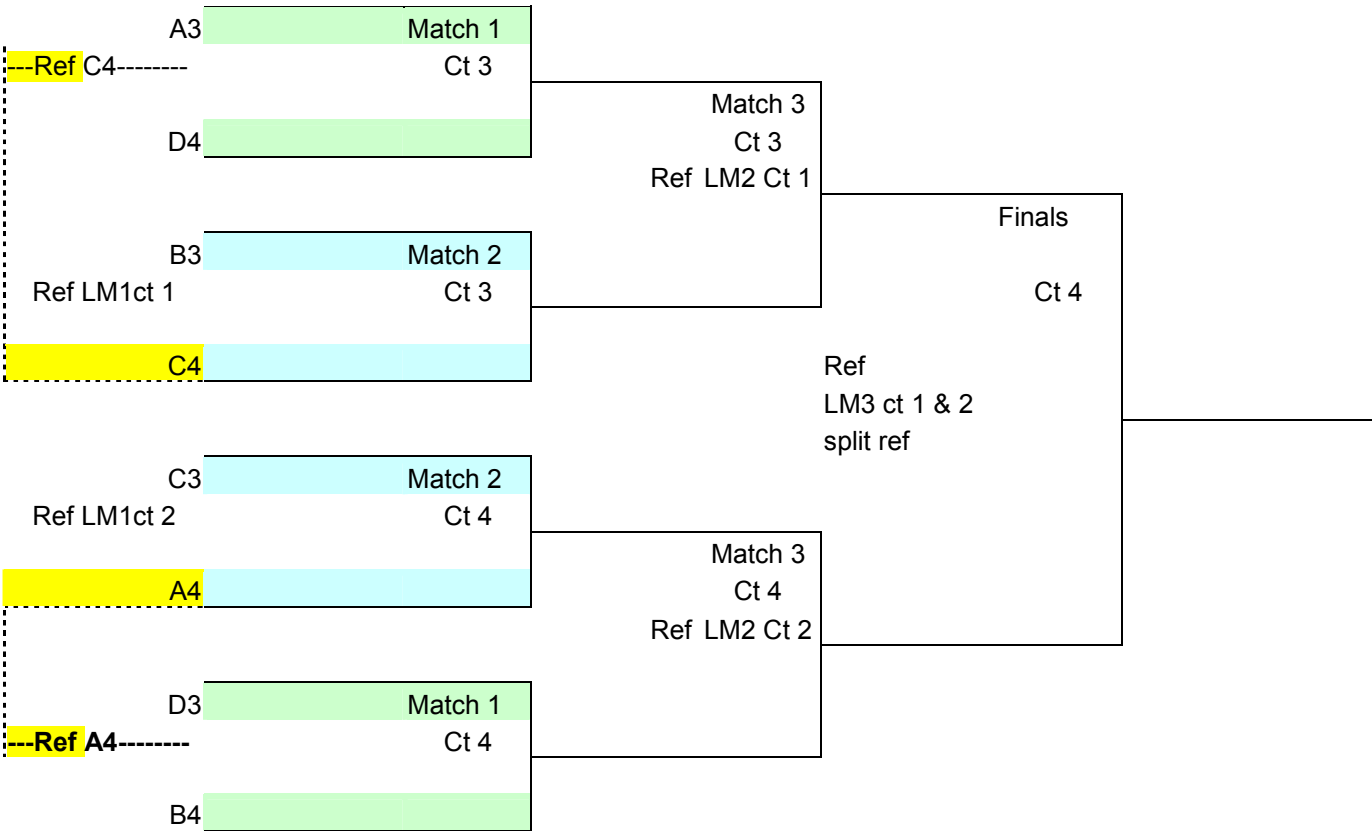 A3 Match 1
---Ref C4-------- Ct 3
Match 3
D4 Ct 3
Ref LM2 Ct 1
Finals
B3 Match 2
Ref LM1ct 1 Ct 3 Ct 4
C4 Ref
LM3 ct 1 & 2
split ref
C3 Match 2
Ref LM1ct 2 Ct 4
Match 3
A4 Ct 4
Ref LM2 Ct 2
D3 Match 1
---Ref A4-------- Ct 4
B4